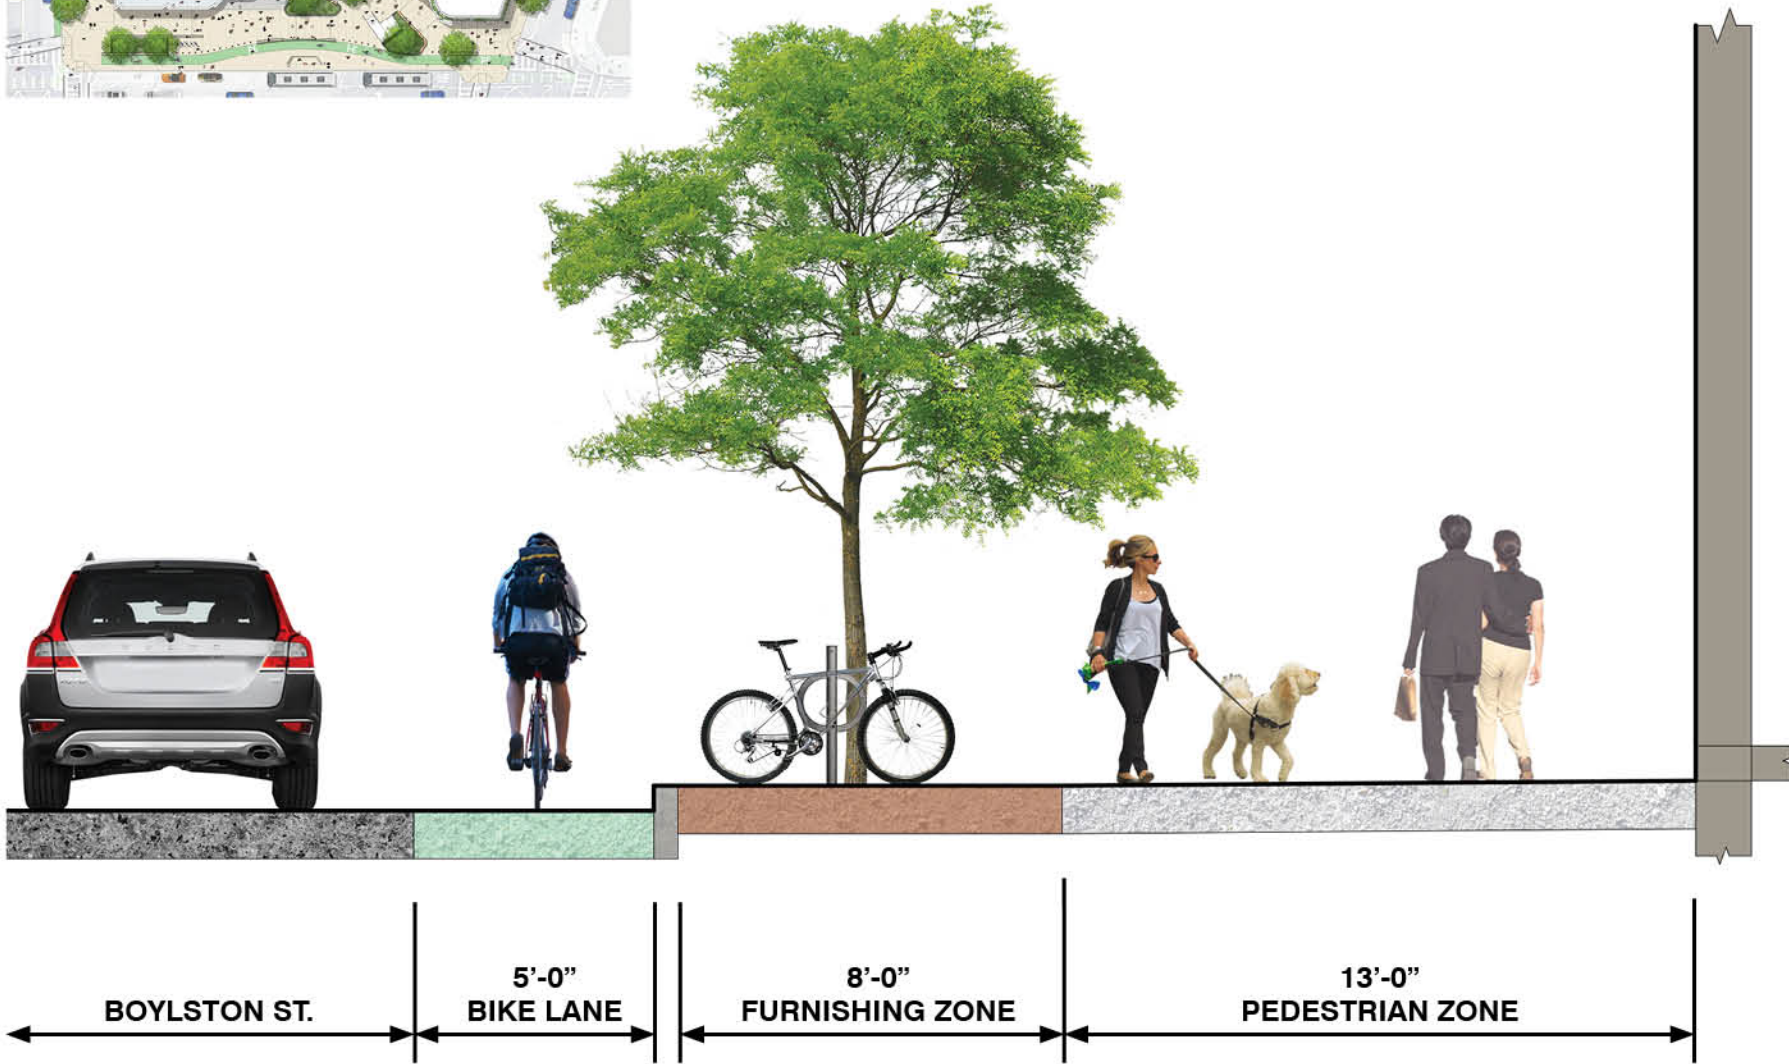 BOYLSTON ST.
5’-0”
BIKE LANE
8’-0”
FURNISHING ZONE
13’-0”
PEDESTRIAN ZONE